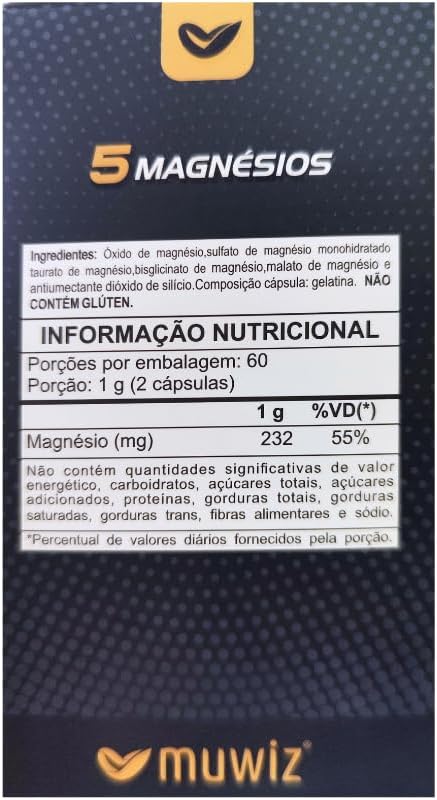 5 MAGNÉSIOS
Ingredientes: Óxido de magnésio,sulfato de magnésio monohidratado
taurato de magnésio,bisglicinato de magnésio,malato de magnésio e
antiumectante dióxido de silício.Composição cápsula: gelatina. NÃO
CONTÉM GLÚTEN.
INFORMAÇÃO NUTRICIONAL
Porções por embalagem: 60
Porção: 1 g (2 cápsulas)
1 g %VD(*)
Magnésio (mg) 232 55%
Não contém quantidades significativas de valor
energético, carboidratos, açúcares totais, açúcares
adicionados, proteínas, gorduras totais, gorduras
saturadas, gorduras trans, fibras alimentares e sódio.
*Percentual de valores diários fornecidos pela porção.
muwiz®